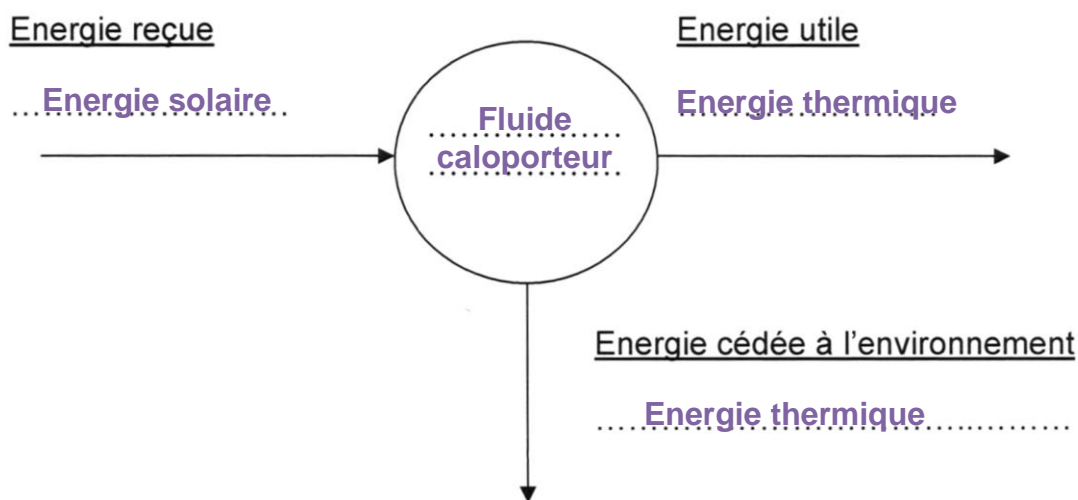 Energie reçue
Energie utile
Energie solaire
Energie thermique
Fluide
caloporteur
Energie cédée à l'environnement
Energie thermique